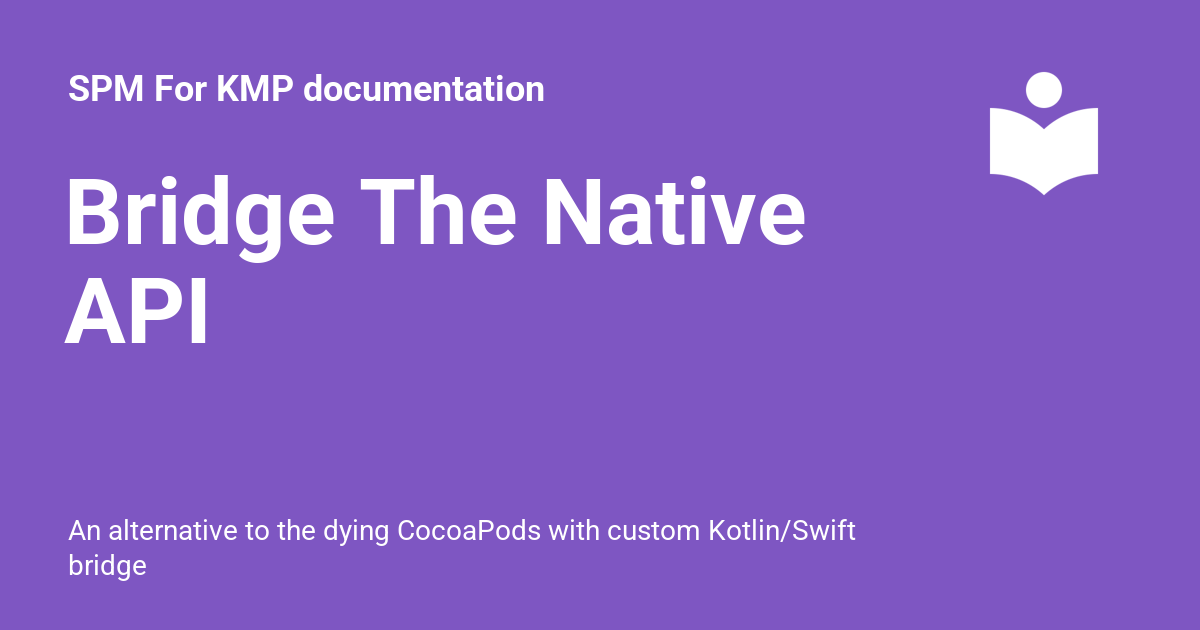 SPM For KMP documentation
Bridge The Native
API
An alternative to the dying CocoaPods with custom Kotlin/Swift
bridge